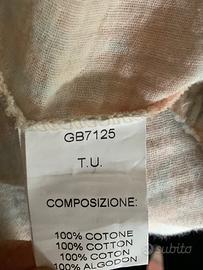 GB7125
T.U.
COMPOSIZIONE:
100% COTONE
100% COTTON
100% COTON
100% ALGODON
subito